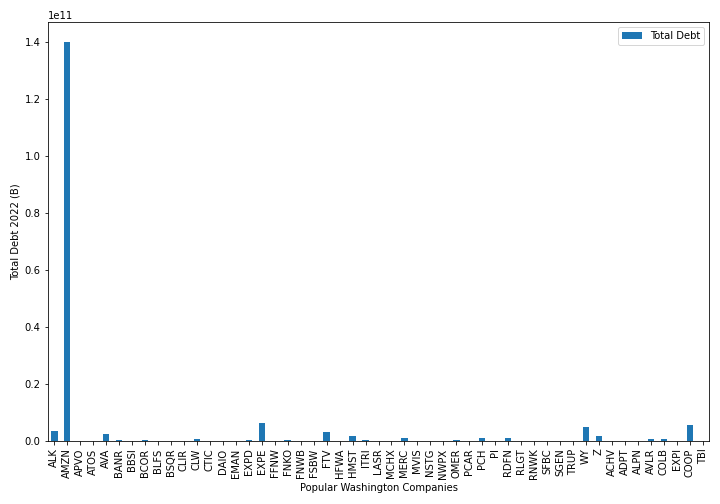 1e11
Total Debt
1.4
1.2
1.0
0.8
0.6
0.4
0.2
0.0
Total Debt 2022 (B)
ALK
AMZN
APVO
ATOS
AVA
BANR
BBSI
BCOR
BLFS
BSQR
CLIR
CLW
CTIC
DAIO
EMAN
EXPD
EXPE
FFNW
FNKO
FNWB
FSBW
FTV
HFWA
HMST
ITRI
LASR
MCHX
MERC
MVIS
NSTG
NWPX
OMER
PCAR
PCH
PI
RDFN
RLGT
RNWK
SFBC
SGEN
TRUP
WY
Z
ACHV
ADPT
ALPN
AVLR
COLB
EXPI
COOP
TBI
Popular Washington Companies